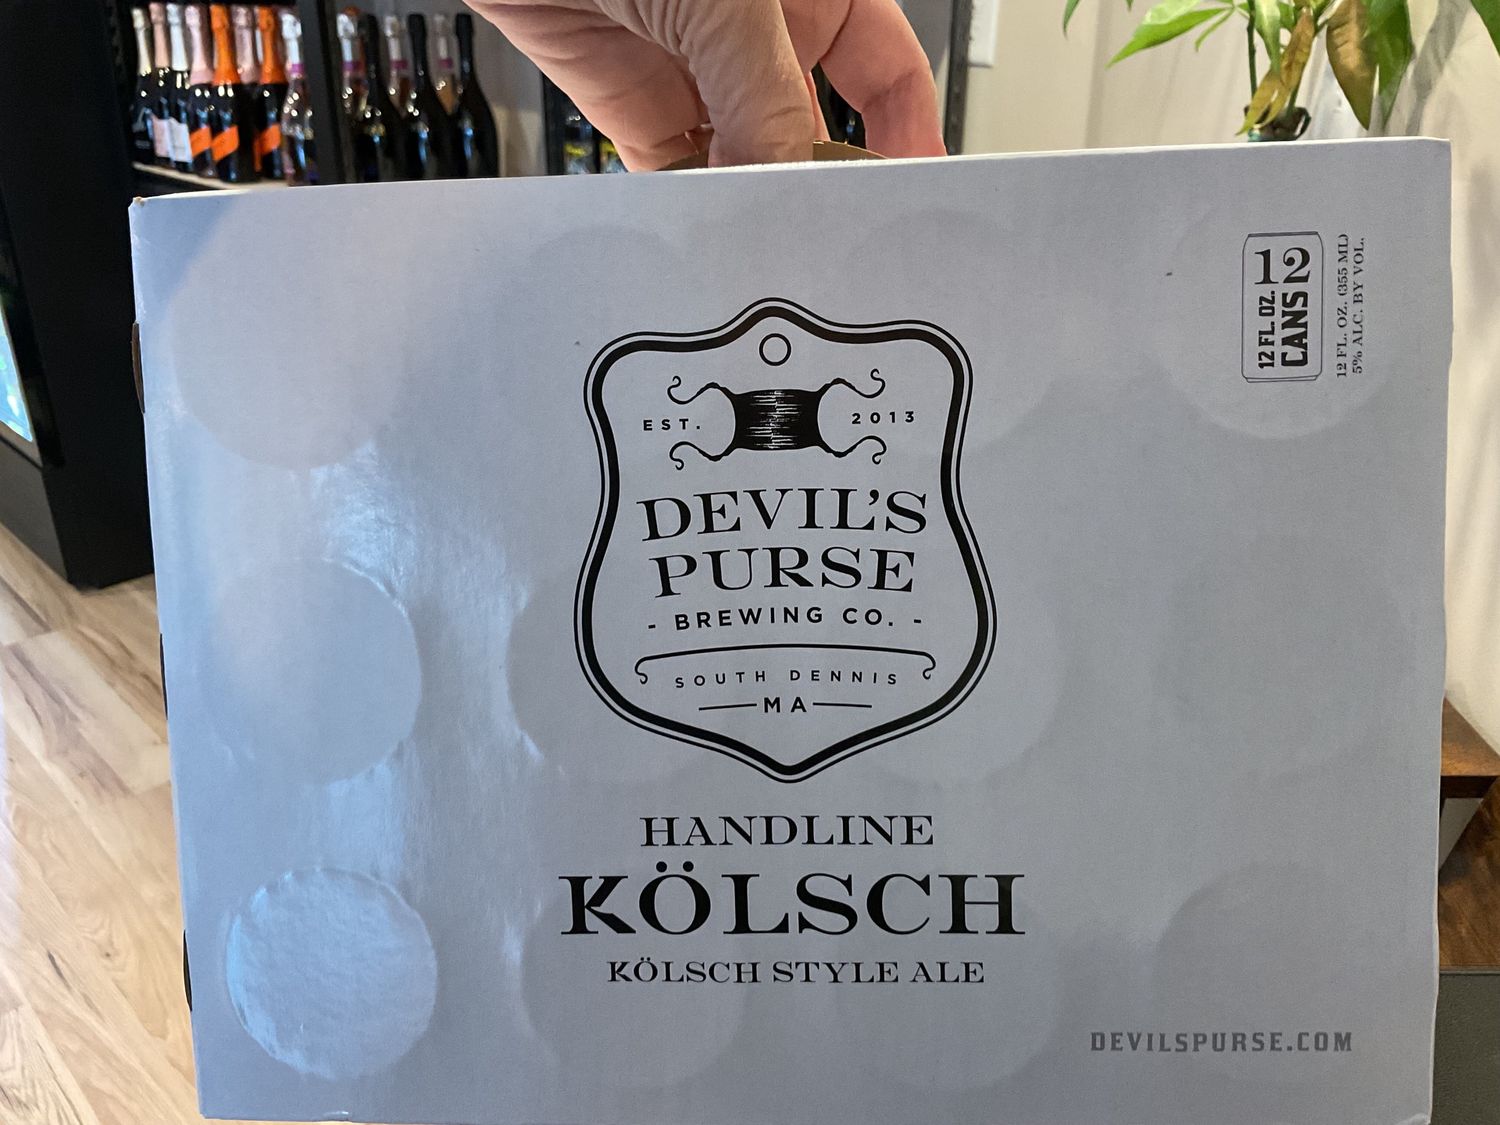 12
12 FL. OZ.
CANS
12 FL. OZ. (355 ML)
5% ALC. BY VOL.
EST. 2013
DEVIL'S
PURSE
- BREWING CO. -
SOUTH DENNIS
MA
HANDLINE
KÖLSCH
KÖLSCH STYLE ALE
DEVILSPURSE.COM